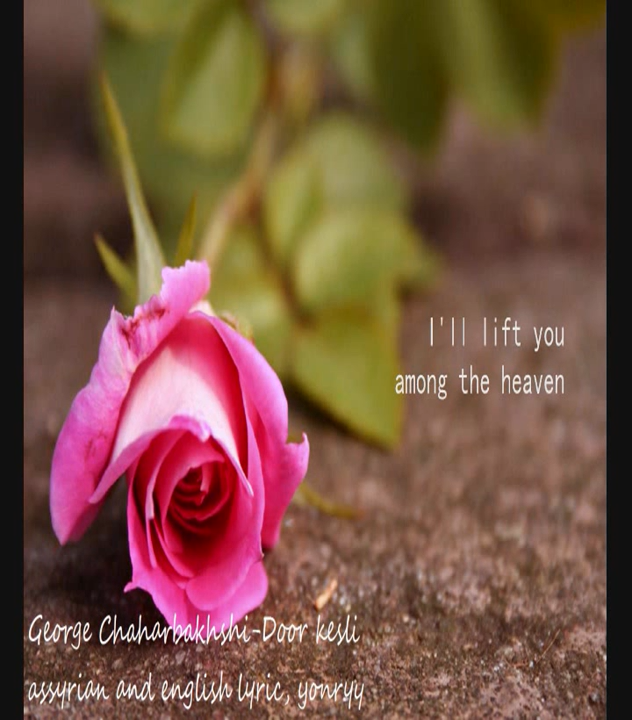 I'll lift you
among the heaven
George Chaharbakhshi-Door kesli
assyrian and english lyric, yonryy